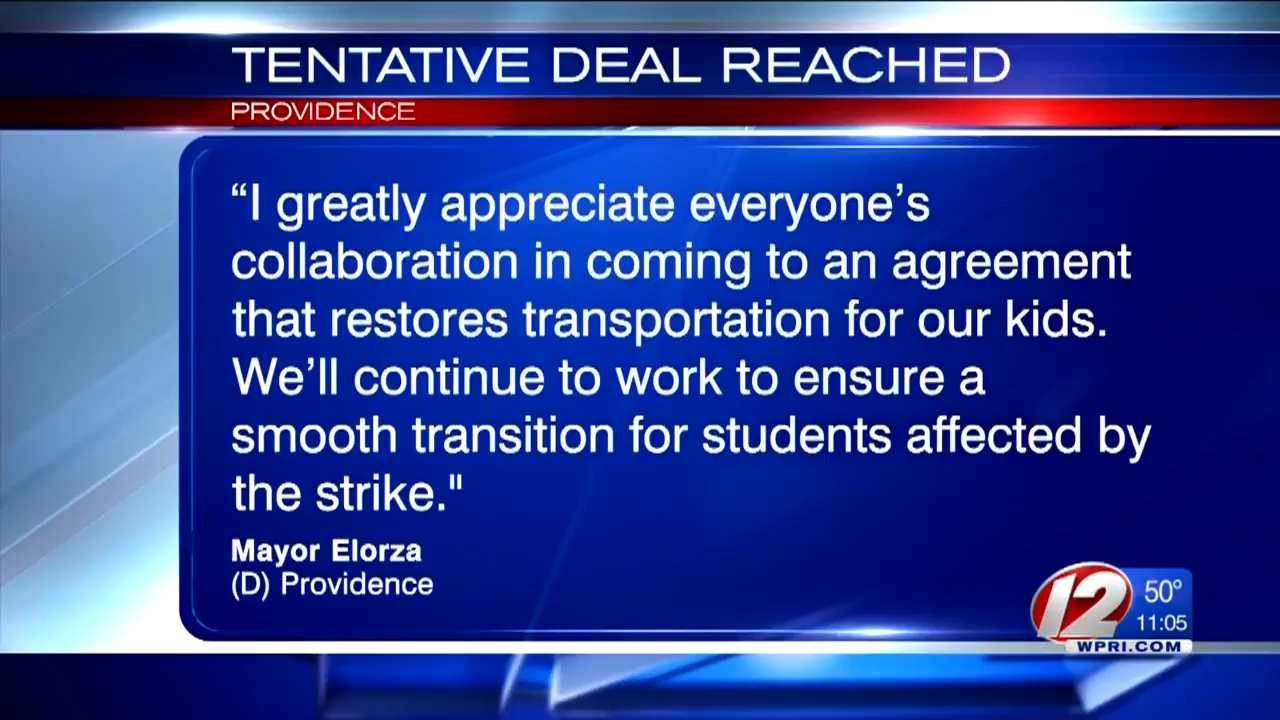 TENTATIVE DEAL REACHED
PROVIDENCE
“I greatly appreciate everyone’s
collaboration in coming to an agreement
that restores transportation for our kids.
We’ll continue to work to ensure a
smooth transition for students affected by
the strike."
Mayor Elorza
(D) Providence
12
50°
11:05
WPRI.COM